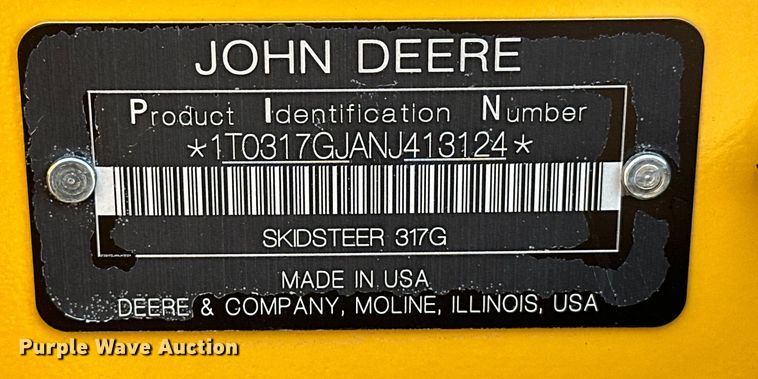 JOHN DEERE
Product Identification Number
*1T0317GJANJ413124*
SKIDSTEER 317G
MADE IN USA
DEERE & COMPANY, MOLINE, ILLINOIS, USA
Purple Wave Auction